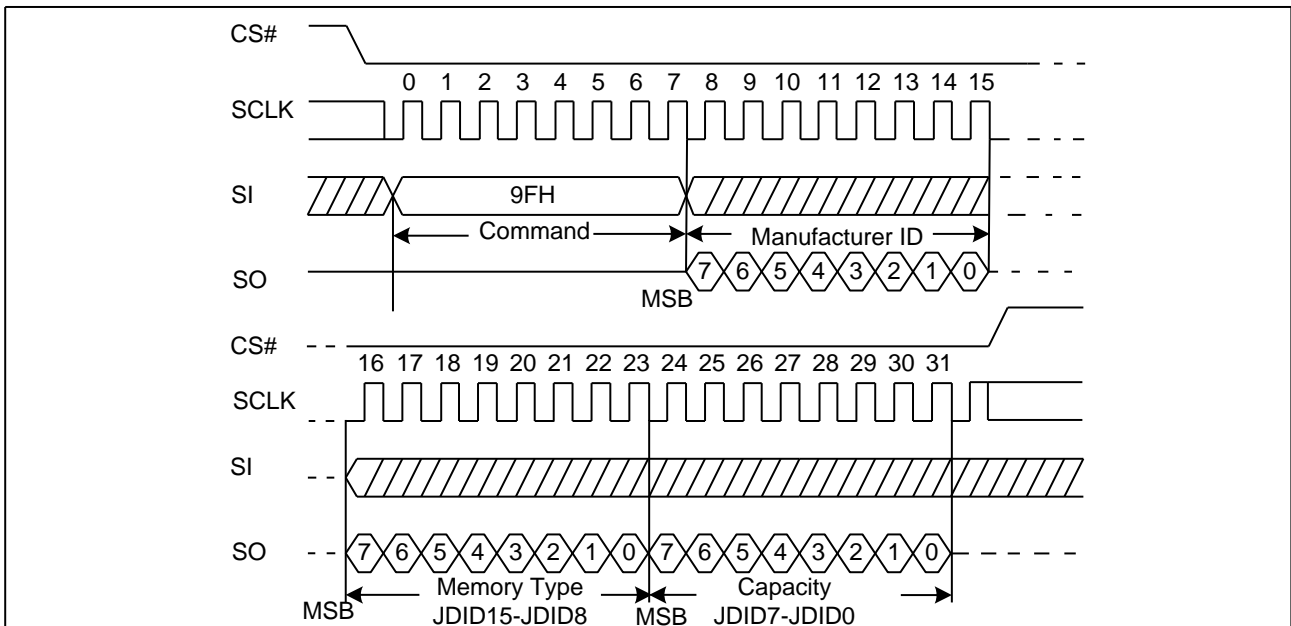 CS#
0 1 2 3 4 5 6 7 8 9 10 11 12 13 14 15
SCLK
SI
9FH
Command
Manufacturer ID
SO
7 6 5 4 3 2 1 0
MSB
CS#
16 17 18 19 20 21 22 23 24 25 26 27 28 29 30 31
SCLK
SI
SO
7 6 5 4 3 2 1 0 7 6 5 4 3 2 1 0
Memory Type Capacity
MSB JDID15-JDID8 MSB JDID7-JDID0